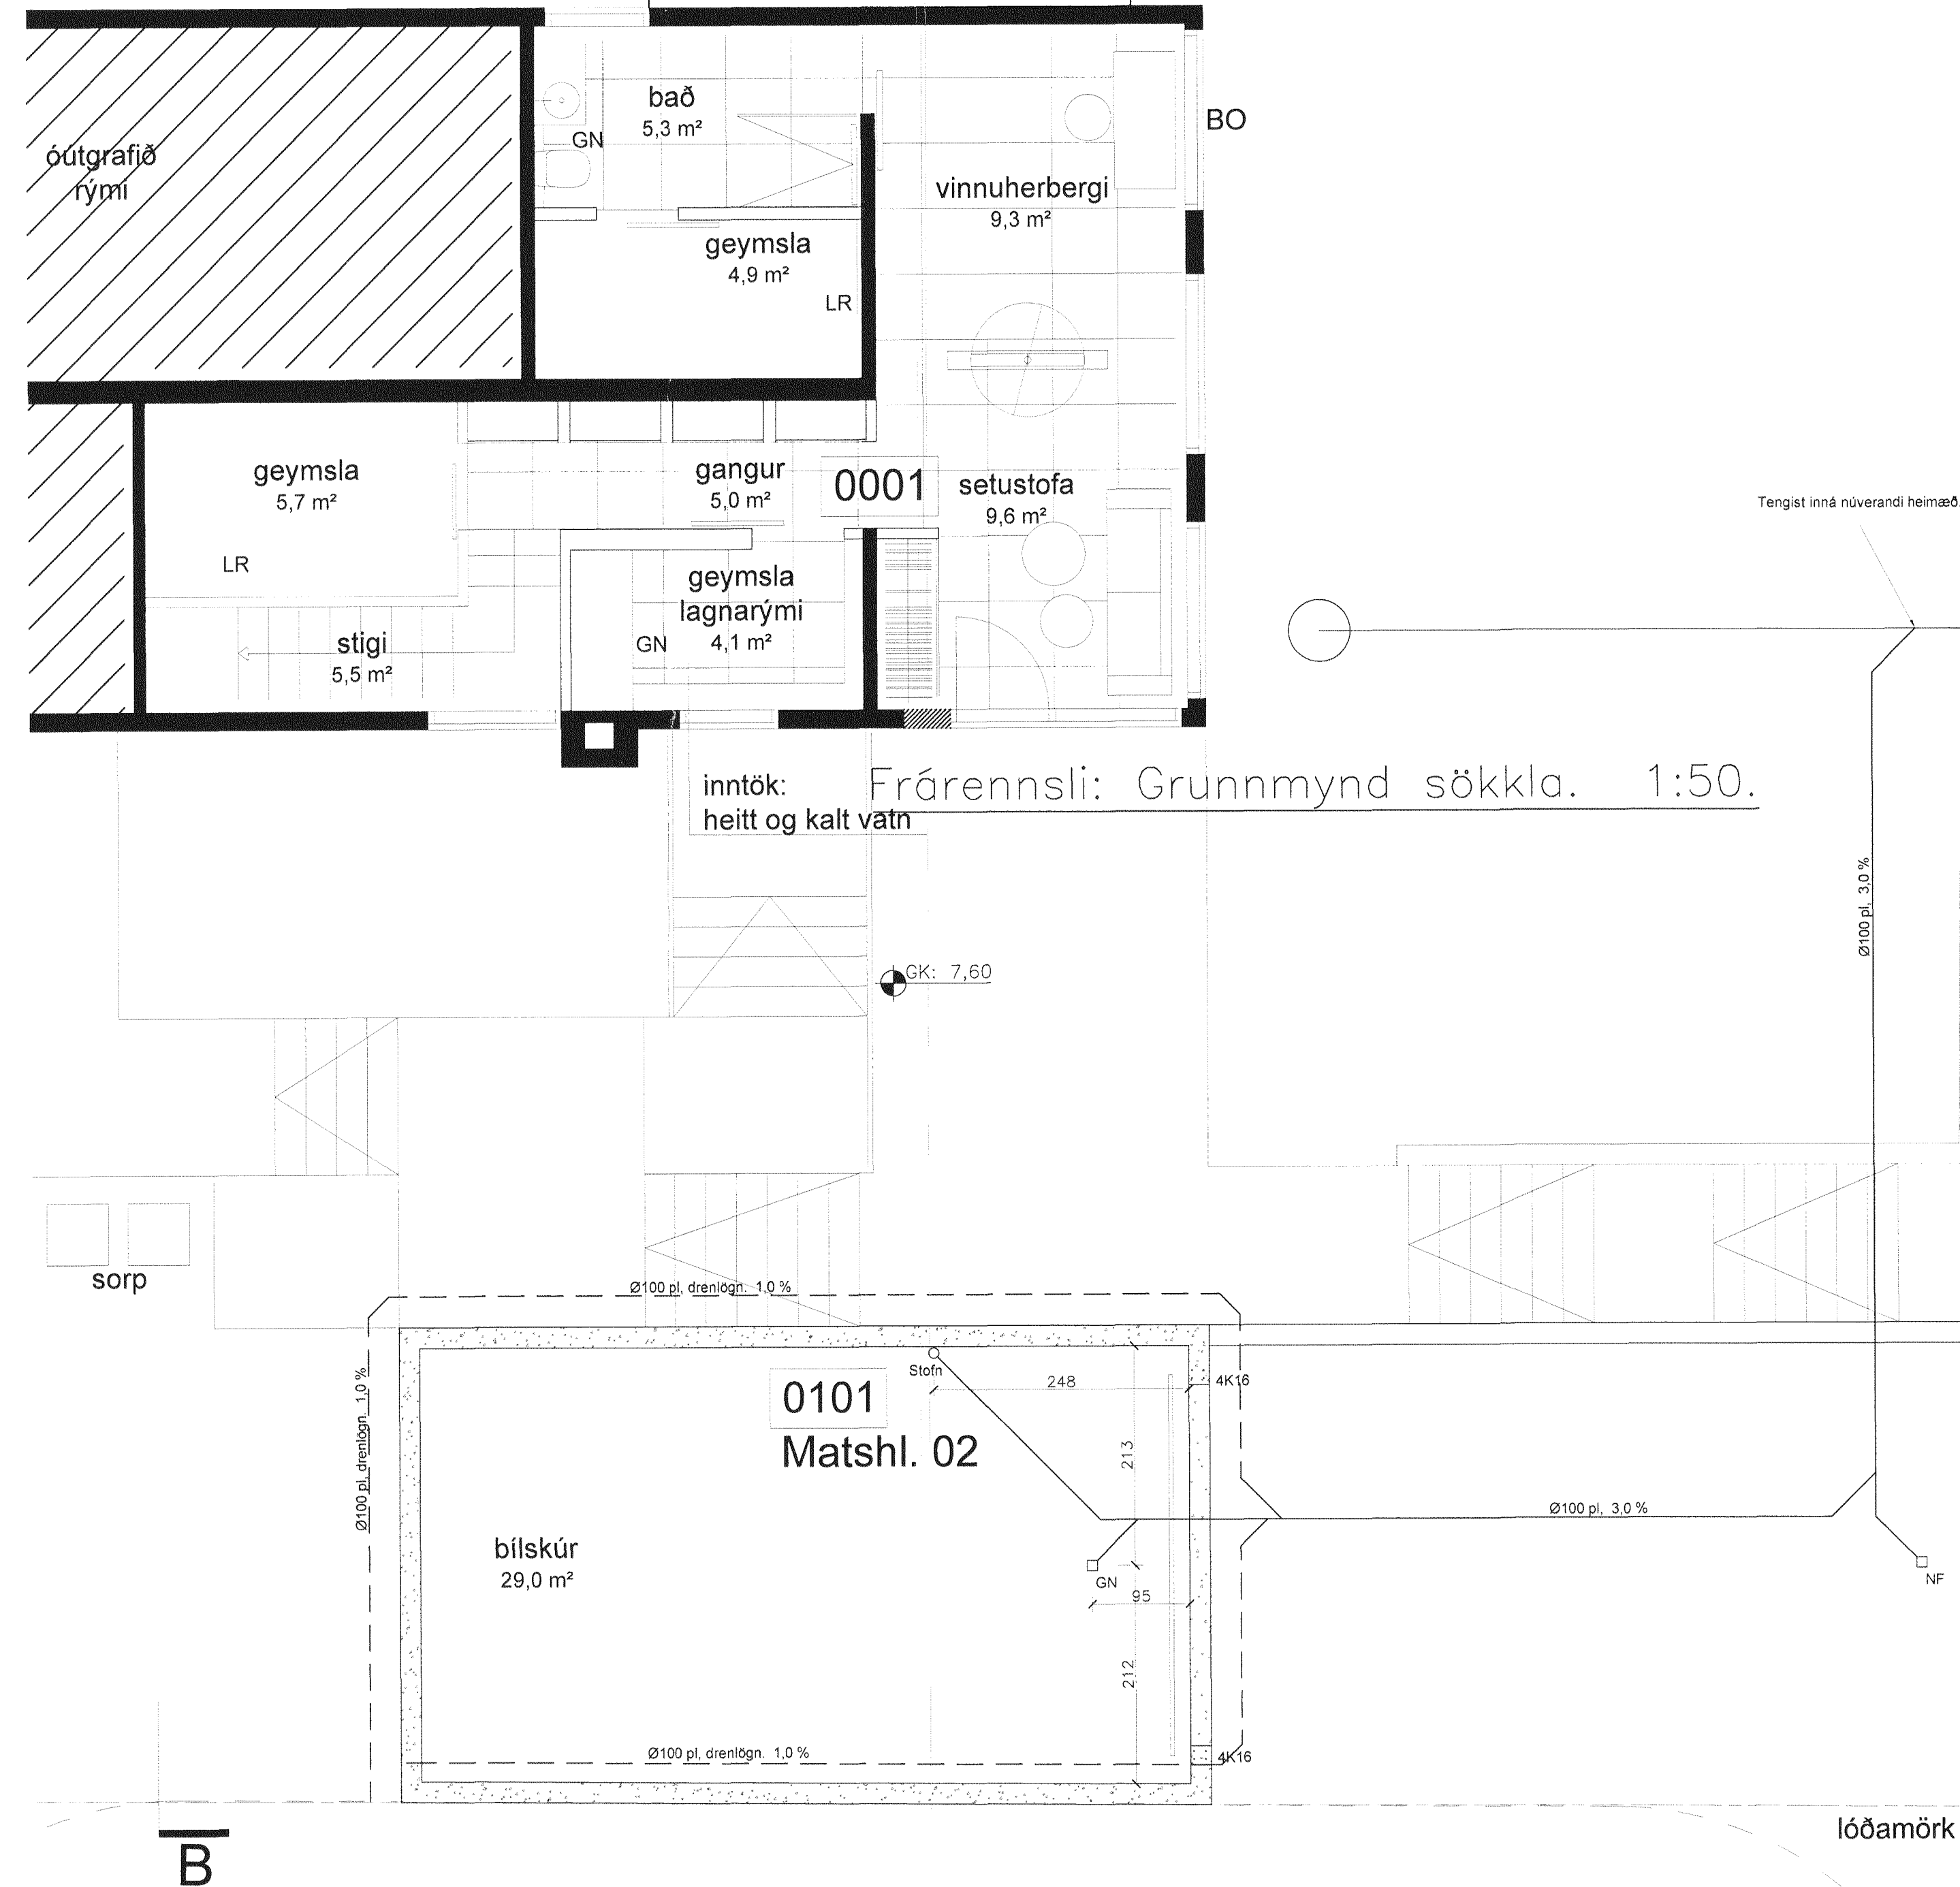 óútgrafið
rými
bað
5,3 m²
GN
BO
vinnuherbergi
9,3 m²
geymsla
4,9 m²
LR
geymsla
5,7 m²
LR
gangur
5,0 m²
0001
setustofa
9,6 m²
geymsla
lagnarými
4,1 m²
GN
stigi
5,5 m²
Tengist inná núverandi heimæð.
inntök:
heitt og kalt vatn
Frárennsli: Grunnmynd sökkla. 1:50.
Ø100 pl, 3,0 %
GK: 7,60
sorp
Ø100 pl, drenlögn. 1,0 %
Ø100 pl, drenlögn. 1,0 %
Stofn
248
4K16
0101
Matshl. 02
213
Ø100 pl, 3,0 %
bílskúr
29,0 m²
GN
95
NF
212
Ø100 pl, drenlögn. 1,0 %
4K16
lóðamörk
B